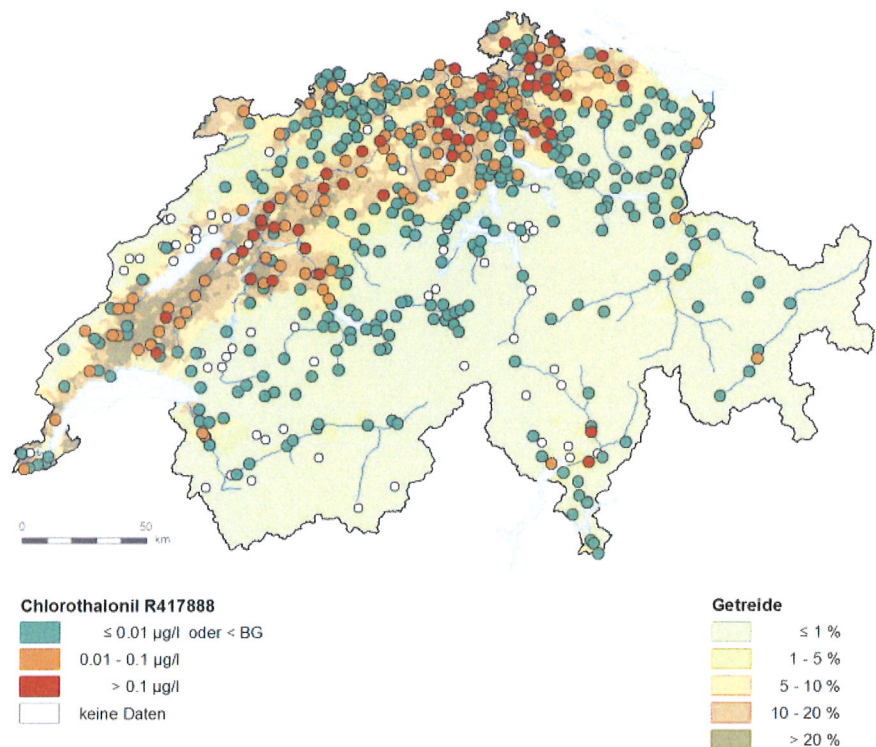 0 50
km
Chlorothalonil R417888
≤ 0.01 µg/l oder < BG
0.01 - 0.1 µg/l
> 0.1 µg/l
keine Daten
Getreide
≤ 1 %
1 - 5 %
5 - 10 %
10 - 20 %
> 20 %